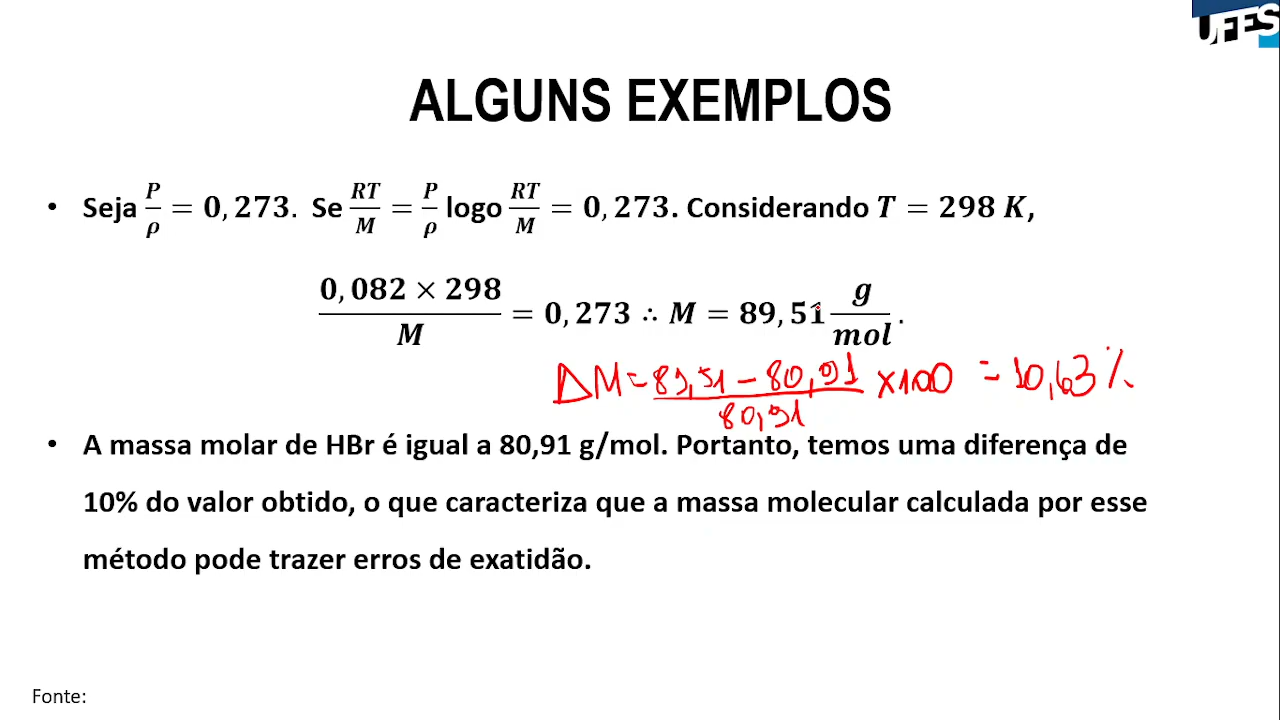 UFES
ALGUNS EXEMPLOS
• Seja P/ρ = 0,273. Se RT/M = P/ρ logo RT/M = 0,273. Considerando T = 298 K,
0,082 × 298 / M = 0,273 ∴ M = 89,51 g/mol.
ΔM = 89,51 − 80,91 / 80,91 × 100 = 10,63 %
• A massa molar de HBr é igual a 80,91 g/mol. Portanto, temos uma diferença de
10% do valor obtido, o que caracteriza que a massa molecular calculada por esse
método pode trazer erros de exatidão.
Fonte: